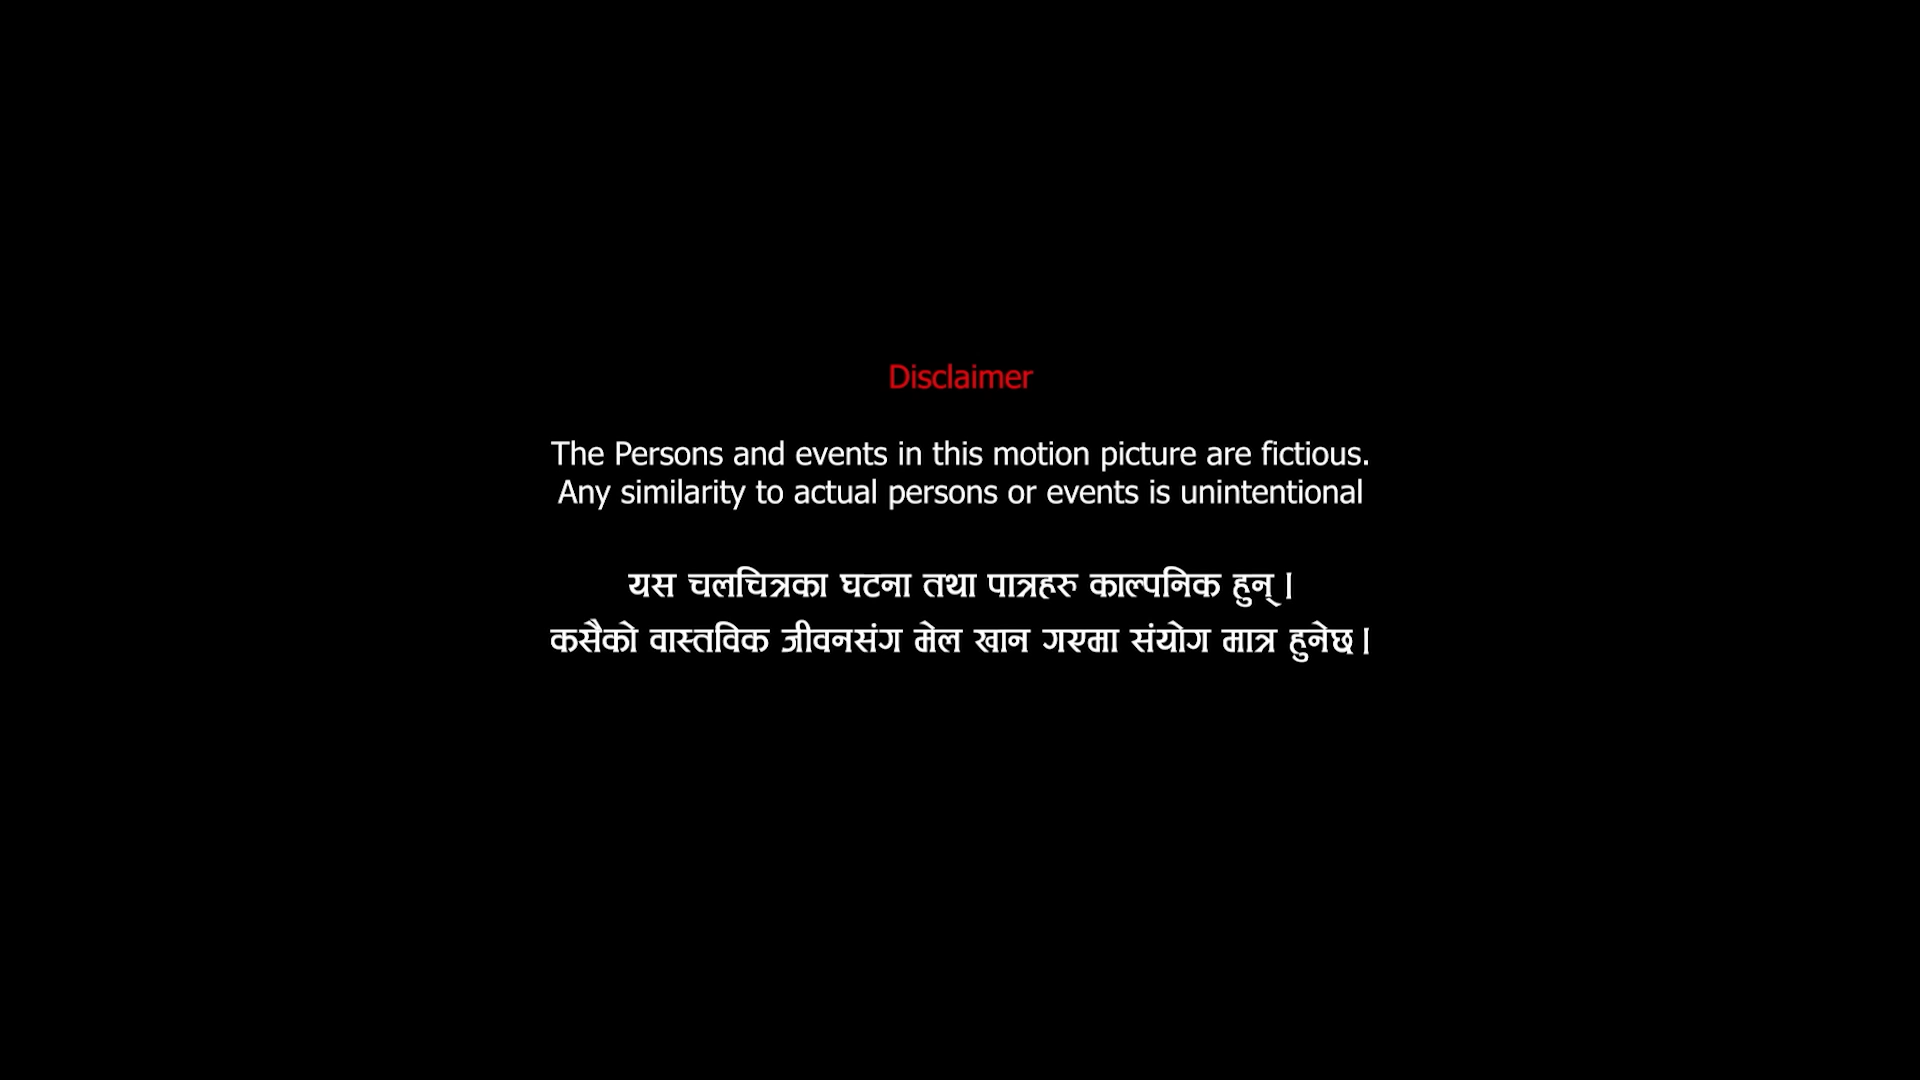 Disclaimer
The Persons and events in this motion picture are fictious.
Any similarity to actual persons or events is unintentional
यस चलचित्रका घटना तथा पात्रहरु काल्पनिक हुन् ।
कसैको वास्तविक जीवनसंग मेल खान गएमा संयोग मात्र हुनेछ ।